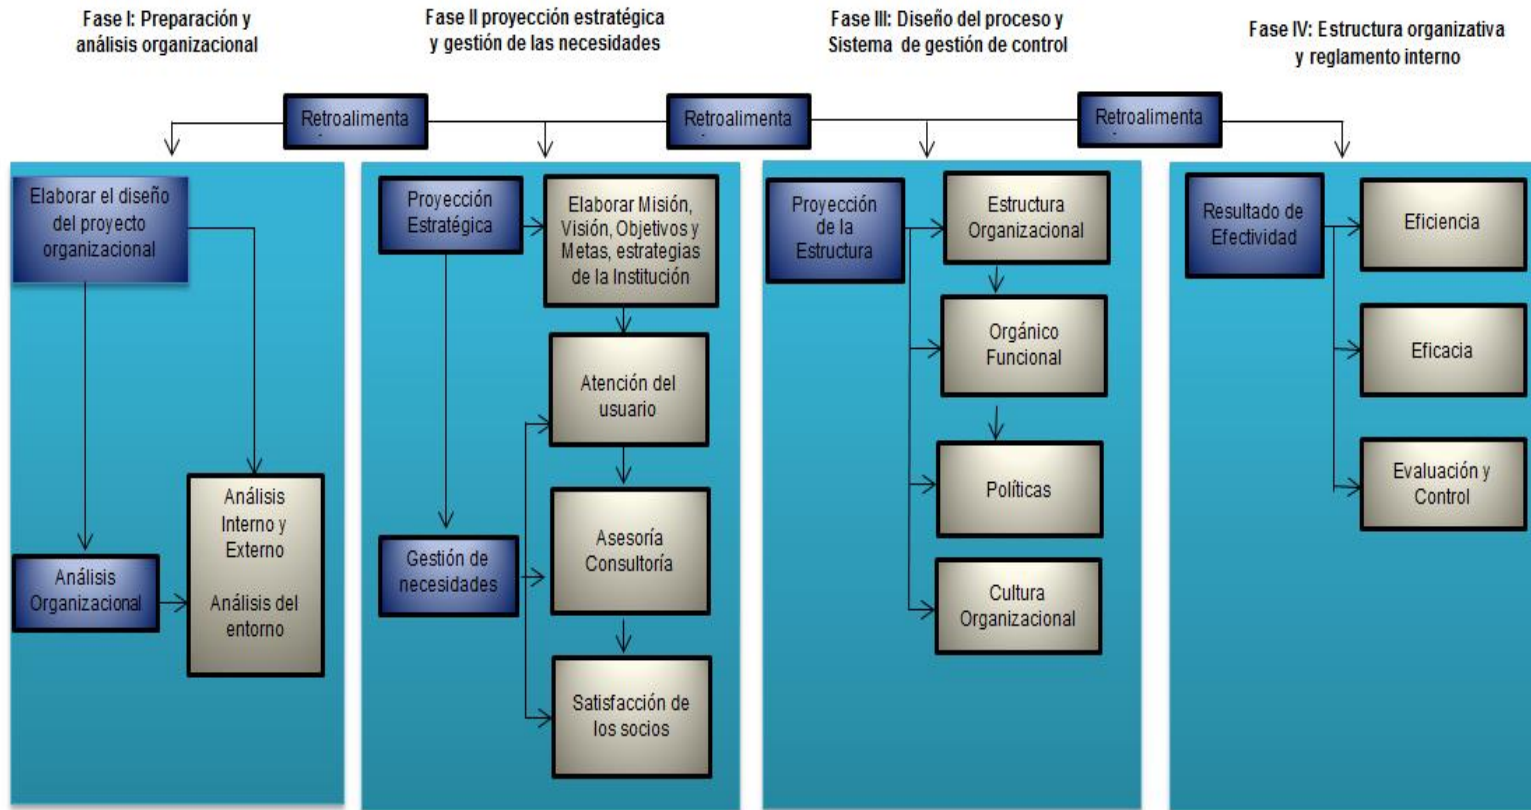 Fase I: Preparación y
análisis organizacional
Fase II proyección estratégica
y gestión de las necesidades
Fase III: Diseño del proceso y
Sistema de gestión de control
Fase IV: Estructura organizativa
y reglamento interno
Retroalimenta
Retroalimenta
Retroalimenta
Elaborar el diseño
del proyecto
organizacional
Análisis
Organizacional
Análisis
Interno y
Externo
Análisis del
entorno
Proyección
Estratégica
Elaborar Misión,
Visión, Objetivos y
Metas, estrategias
de la Institución
Atención del
usuario
Gestión de
necesidades
Asesoría
Consultoría
Satisfacción de
los socios
Proyección
de la
Estructura
Estructura
Organizacional
Orgánico
Funcional
Políticas
Cultura
Organizacional
Resultado de
Efectividad
Eficiencia
Eficacia
Evaluación y
Control